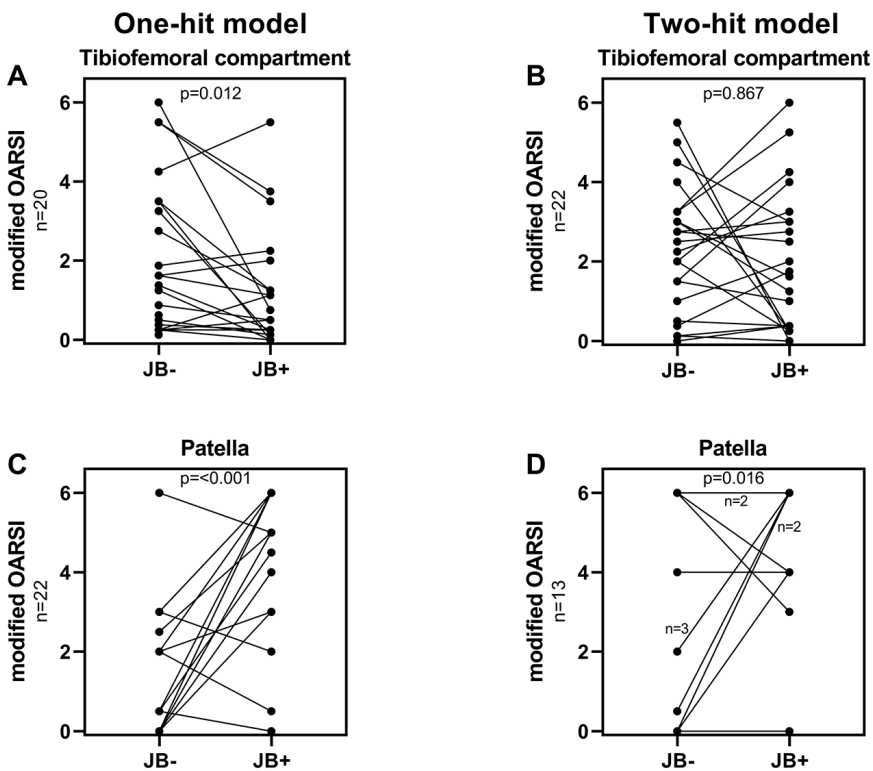 One-hit model
Two-hit model
A
Tibiofemoral compartment
p=0.012
modified OARSI
n=20
6
4
2
0
JB-
JB+
B
Tibiofemoral compartment
p=0.867
modified OARSI
n=22
6
4
2
0
JB-
JB+
C
Patella
p=<0.001
modified OARSI
n=22
6
4
2
0
JB-
JB+
D
Patella
p=0.016
n=2
n=2
n=3
modified OARSI
n=13
6
4
2
0
JB-
JB+